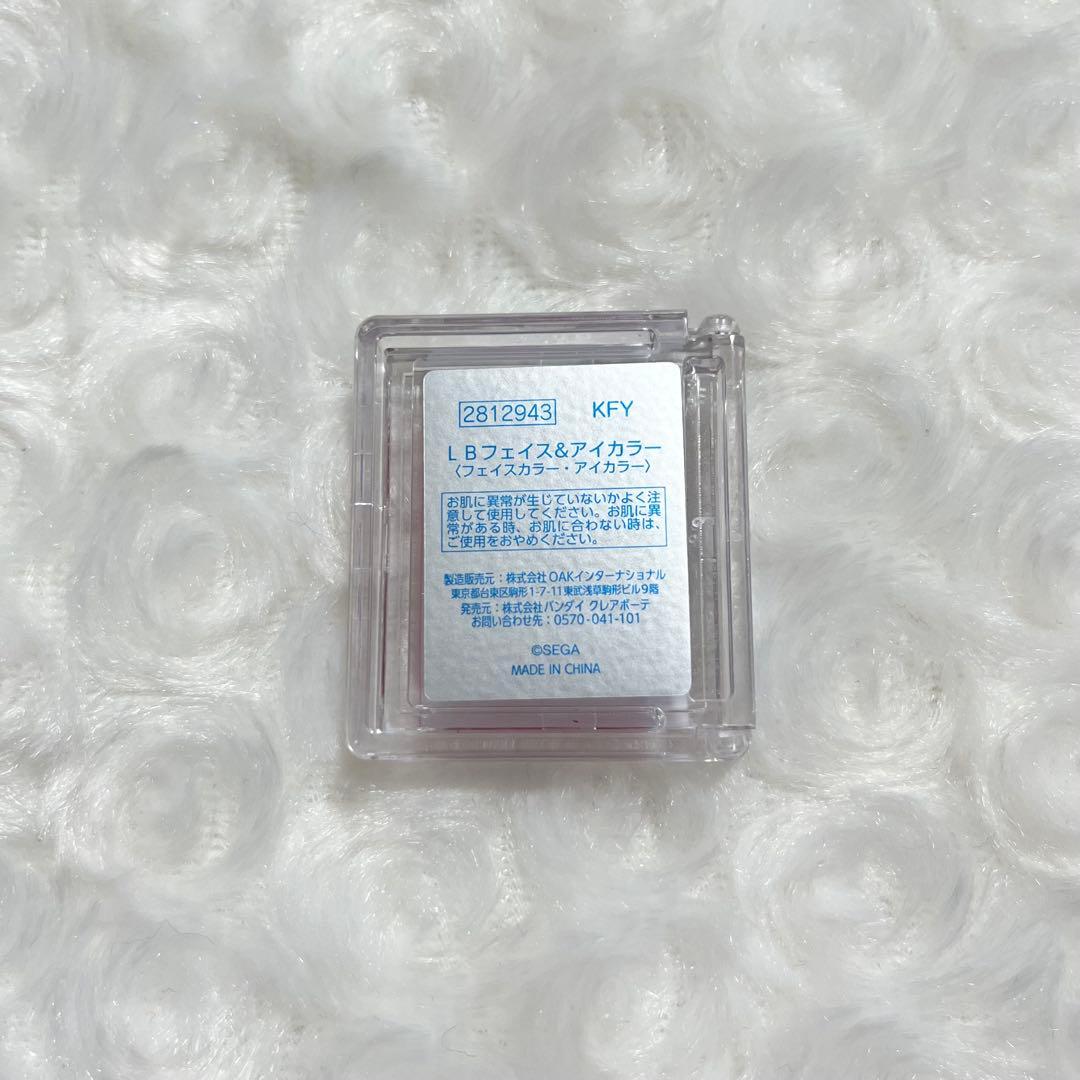 2812943 KFY
LBフェイス&アイカラー
〈フェイスカラー・アイカラー〉
お肌に異常が生じていないかよく注
意して使用してください。お肌に異
常がある時、お肌に合わない時は、
ご使用をおやめください。
製造販売元：株式会社OAKインターナショナル
東京都台東区駒形1-7-11東武浅草駒形ビル9階
発売元：株式会社バンダイ クレアボーテ
お問い合わせ先：0570-041-101
©SEGA
MADE IN CHINA